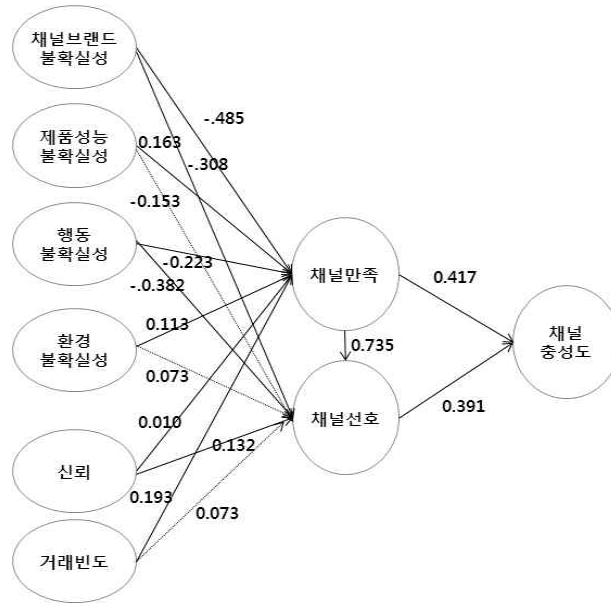 채널브랜드
불확실성
-.485
제품성능
불확실성
0.163
-.308
-0.153
행동
불확실성
-0.223
채널만족
0.417
-.0.382
환경
불확실성
0.113
0.735
채널
충성도
0.073
0.391
0.010
채널선호
0.132
신뢰
0.193
0.073
거래빈도